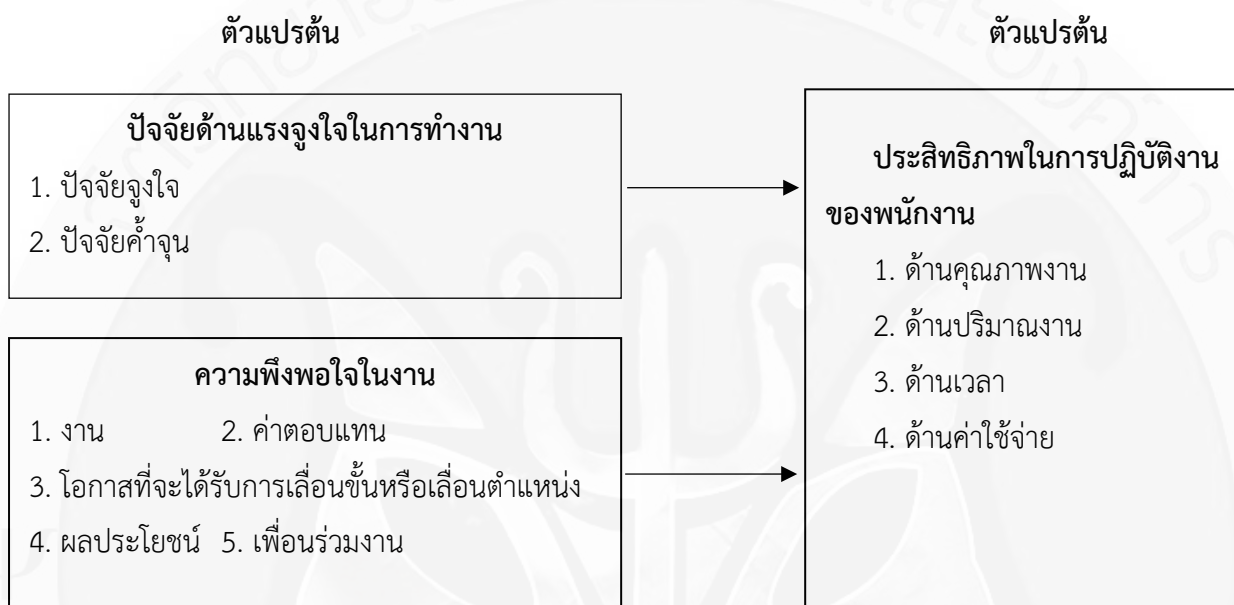 ตัวแปรต้น
ปัจจัยด้านแรงจูงใจในการทำงาน
1. ปัจจัยจูงใจ
2. ปัจจัยค้ำจุน
ความพึงพอใจในงาน
1. งาน 2. ค่าตอบแทน
3. โอกาสที่จะได้รับการเลื่อนขั้นหรือเลื่อนตำแหน่ง
4. ผลประโยชน์ 5. เพื่อนร่วมงาน
ตัวแปรต้น
ประสิทธิภาพในการปฏิบัติงาน
ของพนักงาน
1. ด้านคุณภาพงาน
2. ด้านปริมาณงาน
3. ด้านเวลา
4. ด้านค่าใช้จ่าย